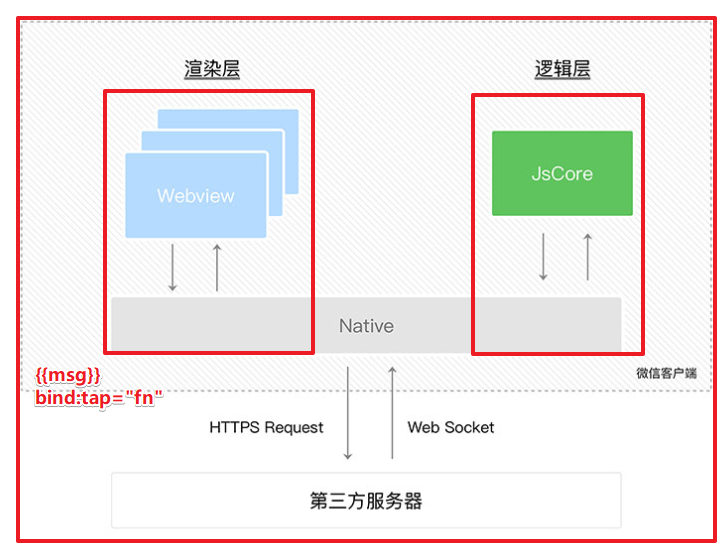 渲染层
逻辑层
Webview
JsCore
Native
{{msg}}
bind:tap="fn"
微信客户端
HTTPS Request
Web Socket
第三方服务器